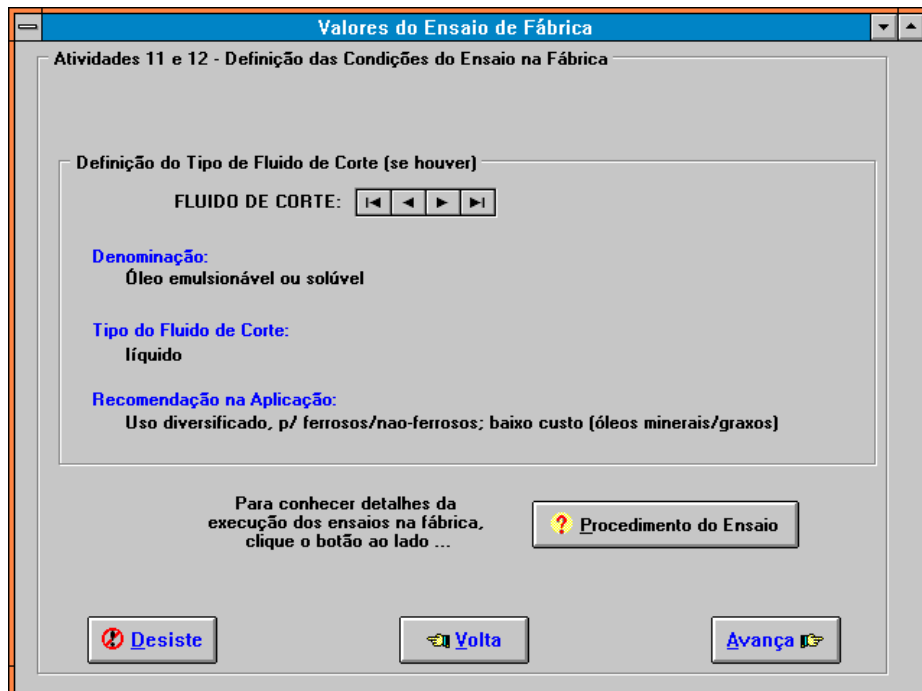 Valores do Ensaio de Fábrica
Atividades 11 e 12 - Definição das Condições do Ensaio na Fábrica
Definição do Tipo de Fluido de Corte (se houver)
FLUIDO DE CORTE:
Denominação:
Óleo emulsionável ou solúvel
Tipo do Fluido de Corte:
líquido
Recomendação na Aplicação:
Uso diversificado, p/ ferrosos/nao-ferrosos; baixo custo (óleos minerais/graxos)
Para conhecer detalhes da
execução dos ensaios na fábrica,
clique o botão ao lado ...
? Procedimento do Ensaio
Desiste
Volta
Avança